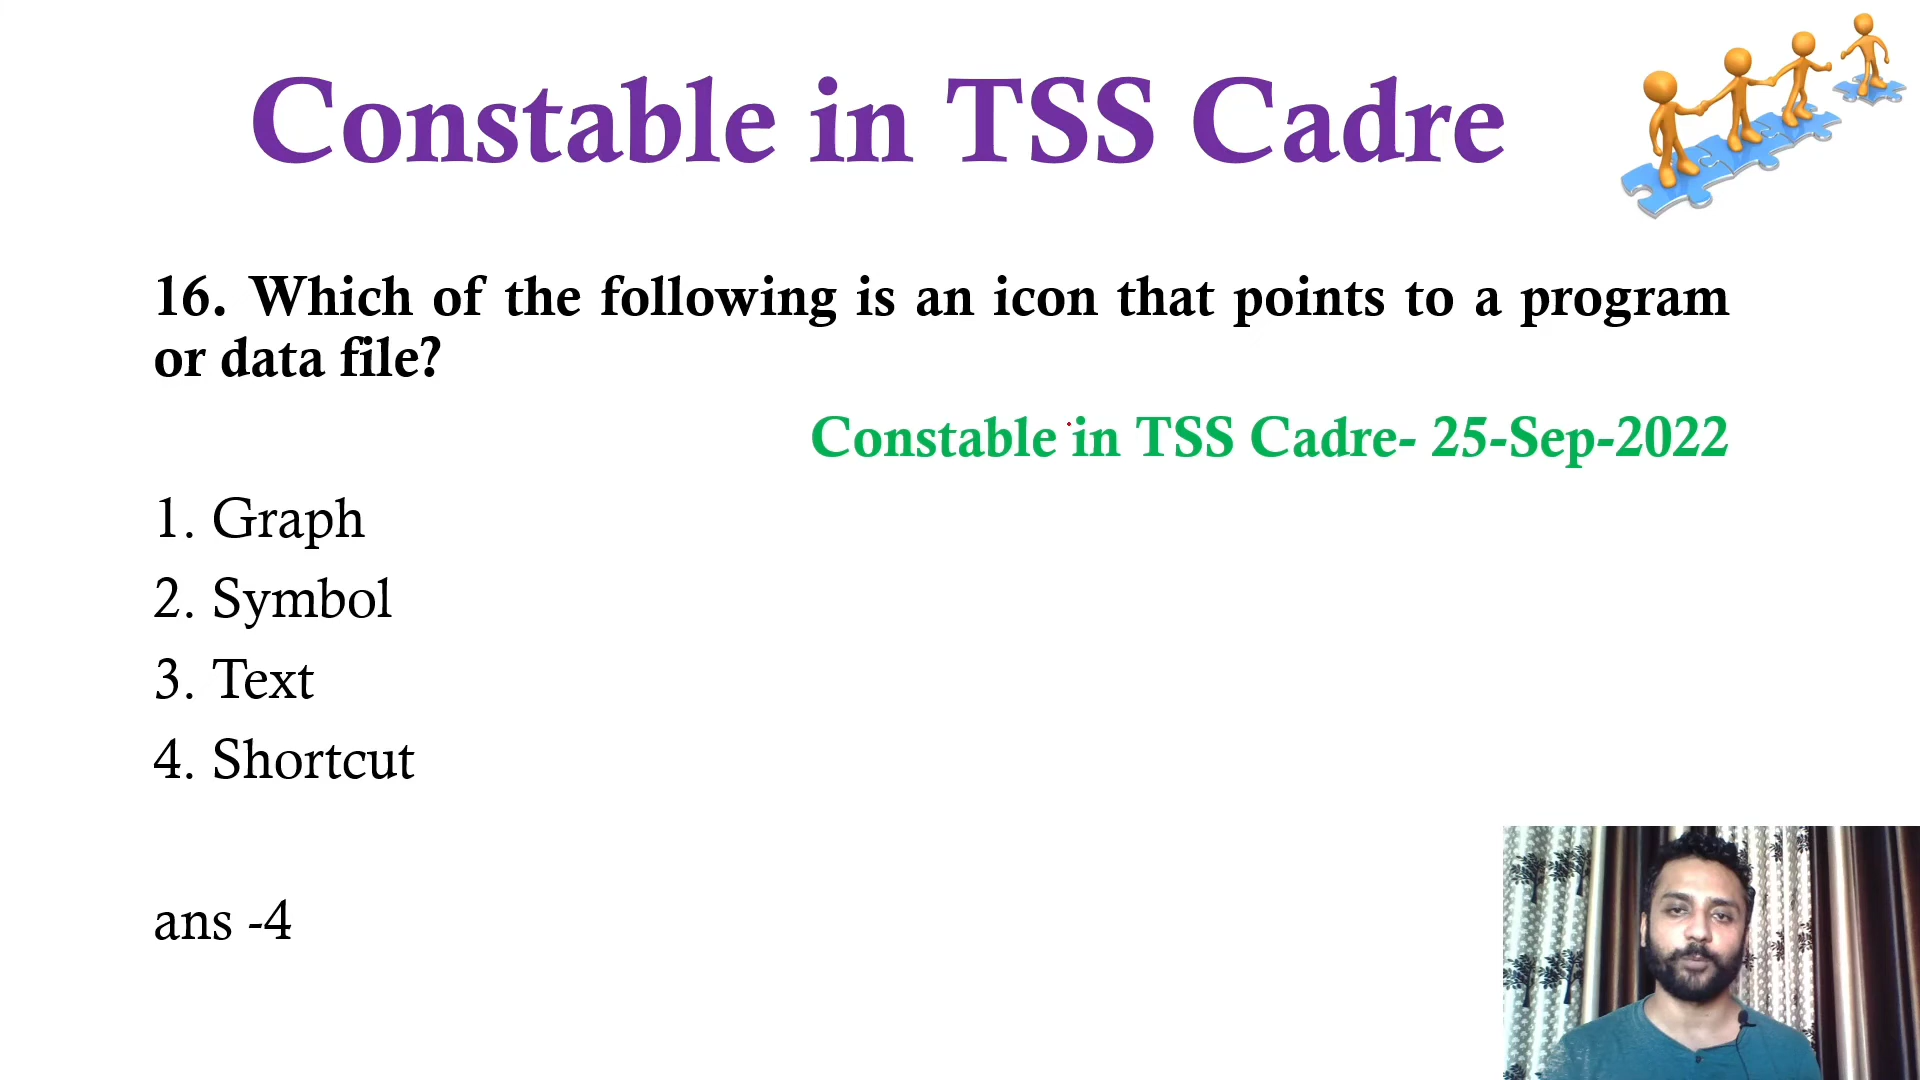 Constable in TSS Cadre
16. Which of the following is an icon that points to a program
or data file?
Constable in TSS Cadre- 25-Sep-2022
1. Graph
2. Symbol
3. Text
4. Shortcut
ans -4